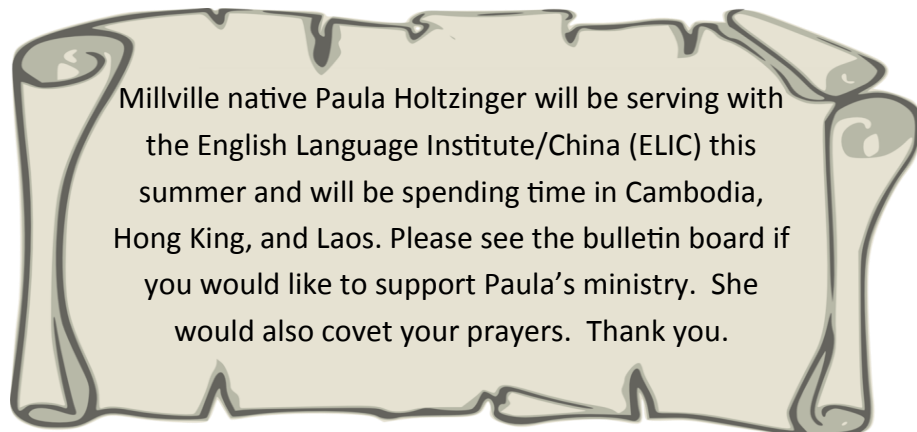 Millville native Paula Holtzinger will be serving with
the English Language Institute/China (ELIC) this
summer and will be spending time in Cambodia,
Hong King, and Laos. Please see the bulletin board if
you would like to support Paula’s ministry.  She
would also covet your prayers.  Thank you.